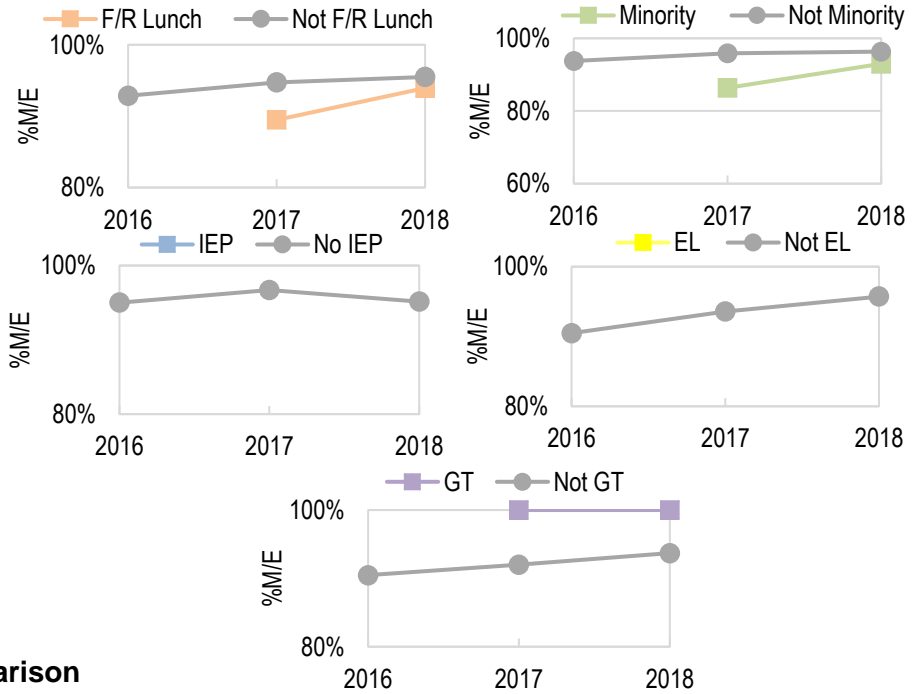 F/R Lunch Not F/R Lunch
100%
%M/E
80%
2016 2017 2018
Minority Not Minority
100%
80%
%M/E
60%
2016 2017 2018
IEP No IEP
100%
%M/E
80%
2016 2017 2018
EL Not EL
100%
%M/E
80%
2016 2017 2018
GT Not GT
100%
%M/E
80%
2016 2017 2018
arison